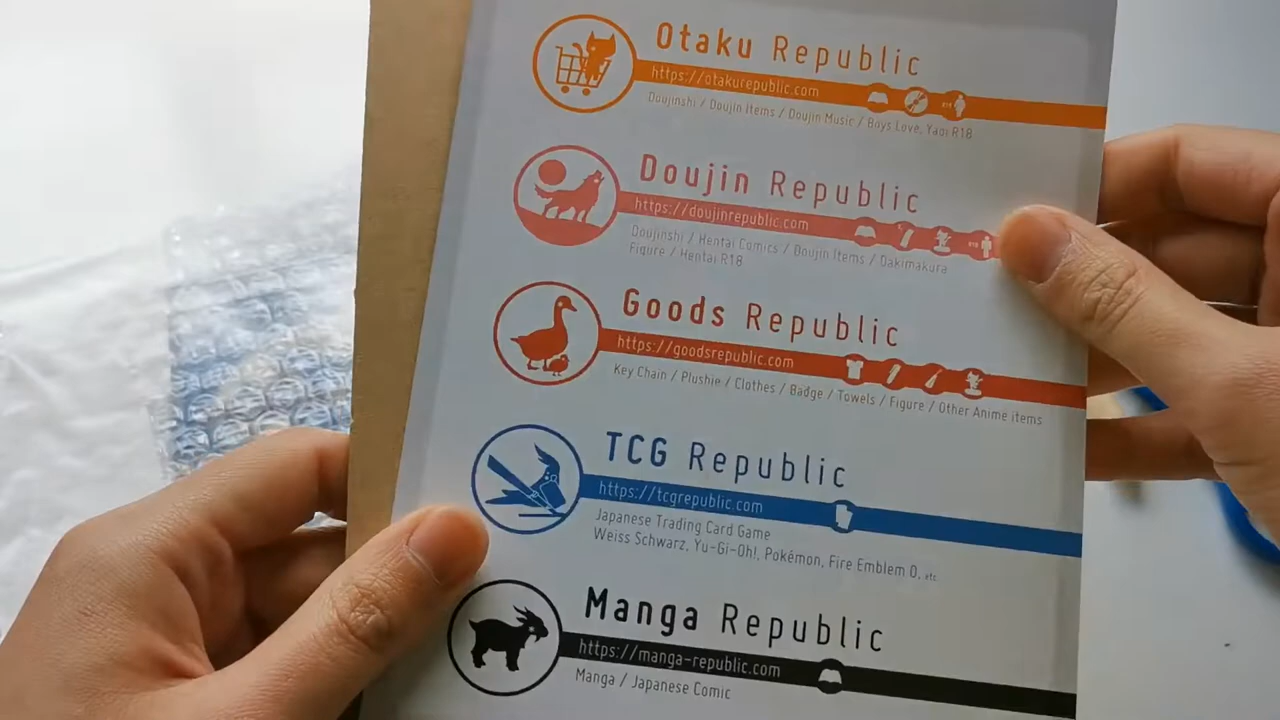 Otaku Republic
https://otakurepublic.com
Doujinshi / Doujin Items / Doujin Music / Boys Love, Yaoi R18
Doujin Republic
https://doujinrepublic.com
Doujinshi / Hentai Comics / Doujin Items / Dakimakura
Figure / Hentai R18
Goods Republic
https://goodsrepublic.com
Key Chain / Plushie / Clothes / Badge / Towels / Figure / Other Anime items
TCG Republic
https://tcgrepublic.com
Japanese Trading Card Game
Weiss Schwarz, Yu-Gi-Oh!, Pokémon, Fire Emblem 0, etc.
Manga Republic
https://manga-republic.com
Manga / Japanese Comic